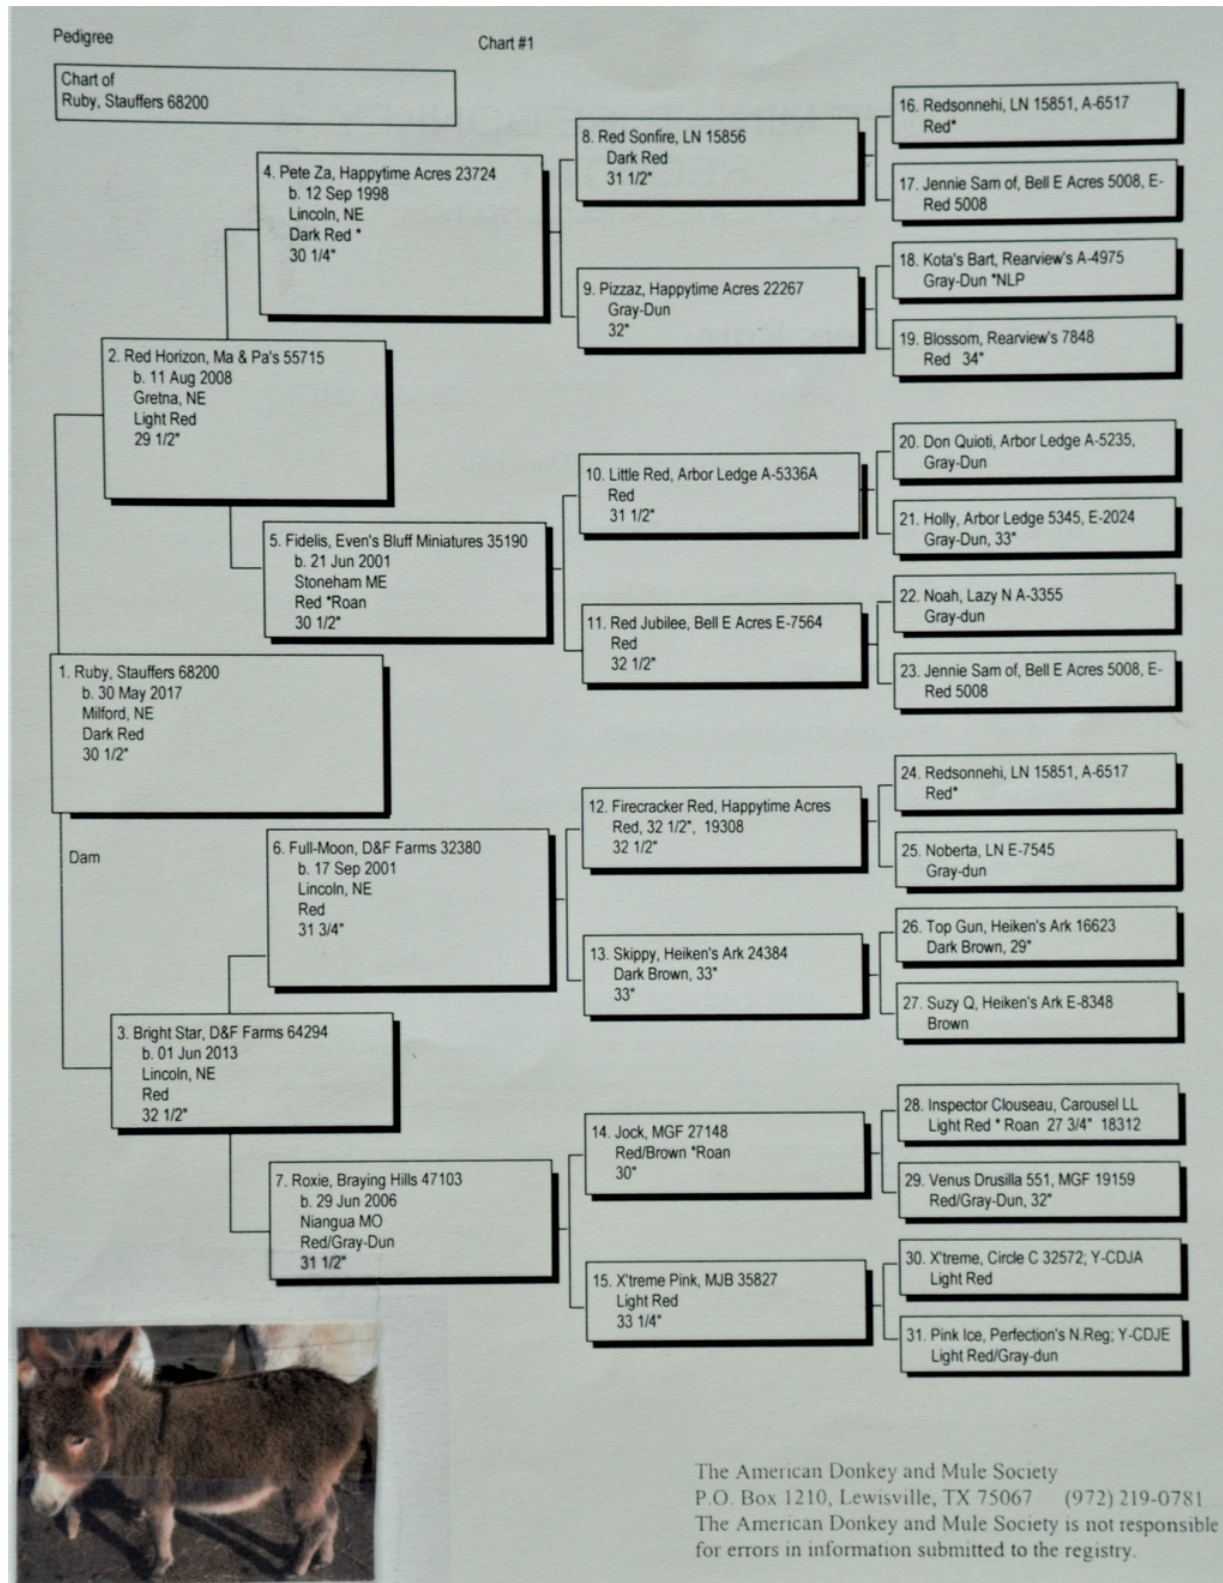 Pedigree
Chart #1
Chart of
Ruby, Stauffers 68200
1. Ruby, Stauffers 68200
b. 30 May 2017
Milford, NE
Dark Red
30 1/2"
Dam
2. Red Horizon, Ma & Pa's 55715
b. 11 Aug 2008
Gretna, NE
Light Red
29 1/2"
3. Bright Star, D&F Farms 64294
b. 01 Jun 2013
Lincoln, NE
Red
32 1/2"
4. Pete Za, Happytime Acres 23724
b. 12 Sep 1998
Lincoln, NE
Dark Red *
30 1/4"
5. Fidelis, Even's Bluff Miniatures 35190
b. 21 Jun 2001
Stoneham ME
Red *Roan
30 1/2"
6. Full-Moon, D&F Farms 32380
b. 17 Sep 2001
Lincoln, NE
Red
31 3/4"
7. Roxie, Braying Hills 47103
b. 29 Jun 2006
Niangua MO
Red/Gray-Dun
31 1/2"
8. Red Sonfire, LN 15856
Dark Red
31 1/2"
9. Pizzaz, Happytime Acres 22267
Gray-Dun
32"
10. Little Red, Arbor Ledge A-5336A
Red
31 1/2"
11. Red Jubilee, Bell E Acres E-7564
Red
32 1/2"
12. Firecracker Red, Happytime Acres
Red, 32 1/2", 19308
32 1/2"
13. Skippy, Heiken's Ark 24384
Dark Brown, 33"
33"
14. Jock, MGF 27148
Red/Brown *Roan
30"
15. X'treme Pink, MJB 35827
Light Red
33 1/4"
16. Redsonnehi, LN 15851, A-6517
Red*
17. Jennie Sam of, Bell E Acres 5008, E-
Red 5008
18. Kota's Bart, Rearview's A-4975
Gray-Dun *NLP
19. Blossom, Rearview's 7848
Red 34"
20. Don Quioti, Arbor Ledge A-5235,
Gray-Dun
21. Holly, Arbor Ledge 5345, E-2024
Gray-Dun, 33"
22. Noah, Lazy N A-3355
Gray-dun
23. Jennie Sam of, Bell E Acres 5008, E-
Red 5008
24. Redsonnehi, LN 15851, A-6517
Red*
25. Noberta, LN E-7545
Gray-dun
26. Top Gun, Heiken's Ark 16623
Dark Brown, 29"
27. Suzy Q, Heiken's Ark E-8348
Brown
28. Inspector Clouseau, Carousel LL
Light Red * Roan 27 3/4" 18312
29. Venus Drusilla 551, MGF 19159
Red/Gray-Dun, 32"
30. X'treme, Circle C 32572; Y-CDJA
Light Red
31. Pink Ice, Perfection's N.Reg; Y-CDJE
Light Red/Gray-dun
The American Donkey and Mule Society
P.O. Box 1210, Lewisville, TX 75067 (972) 219-0781
The American Donkey and Mule Society is not responsible
for errors in information submitted to the registry.